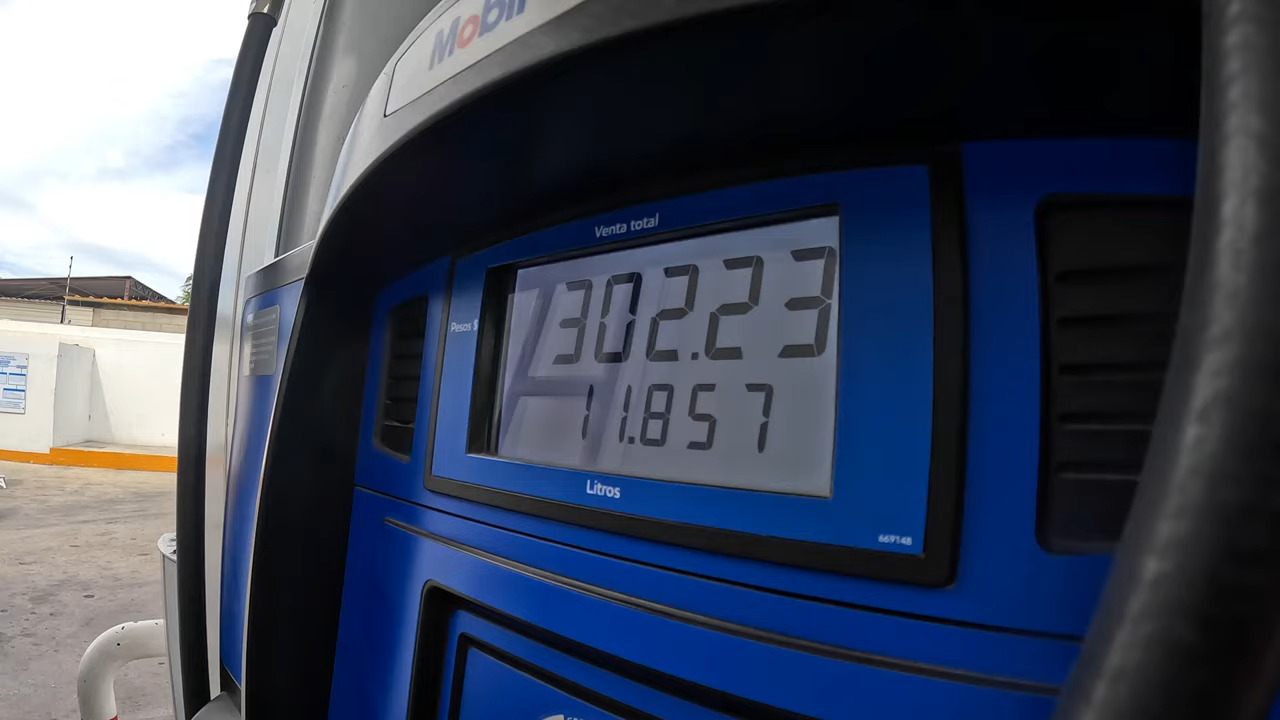 Mobil
Venta total
Pesos $
302.23
11.857
Litros
669148